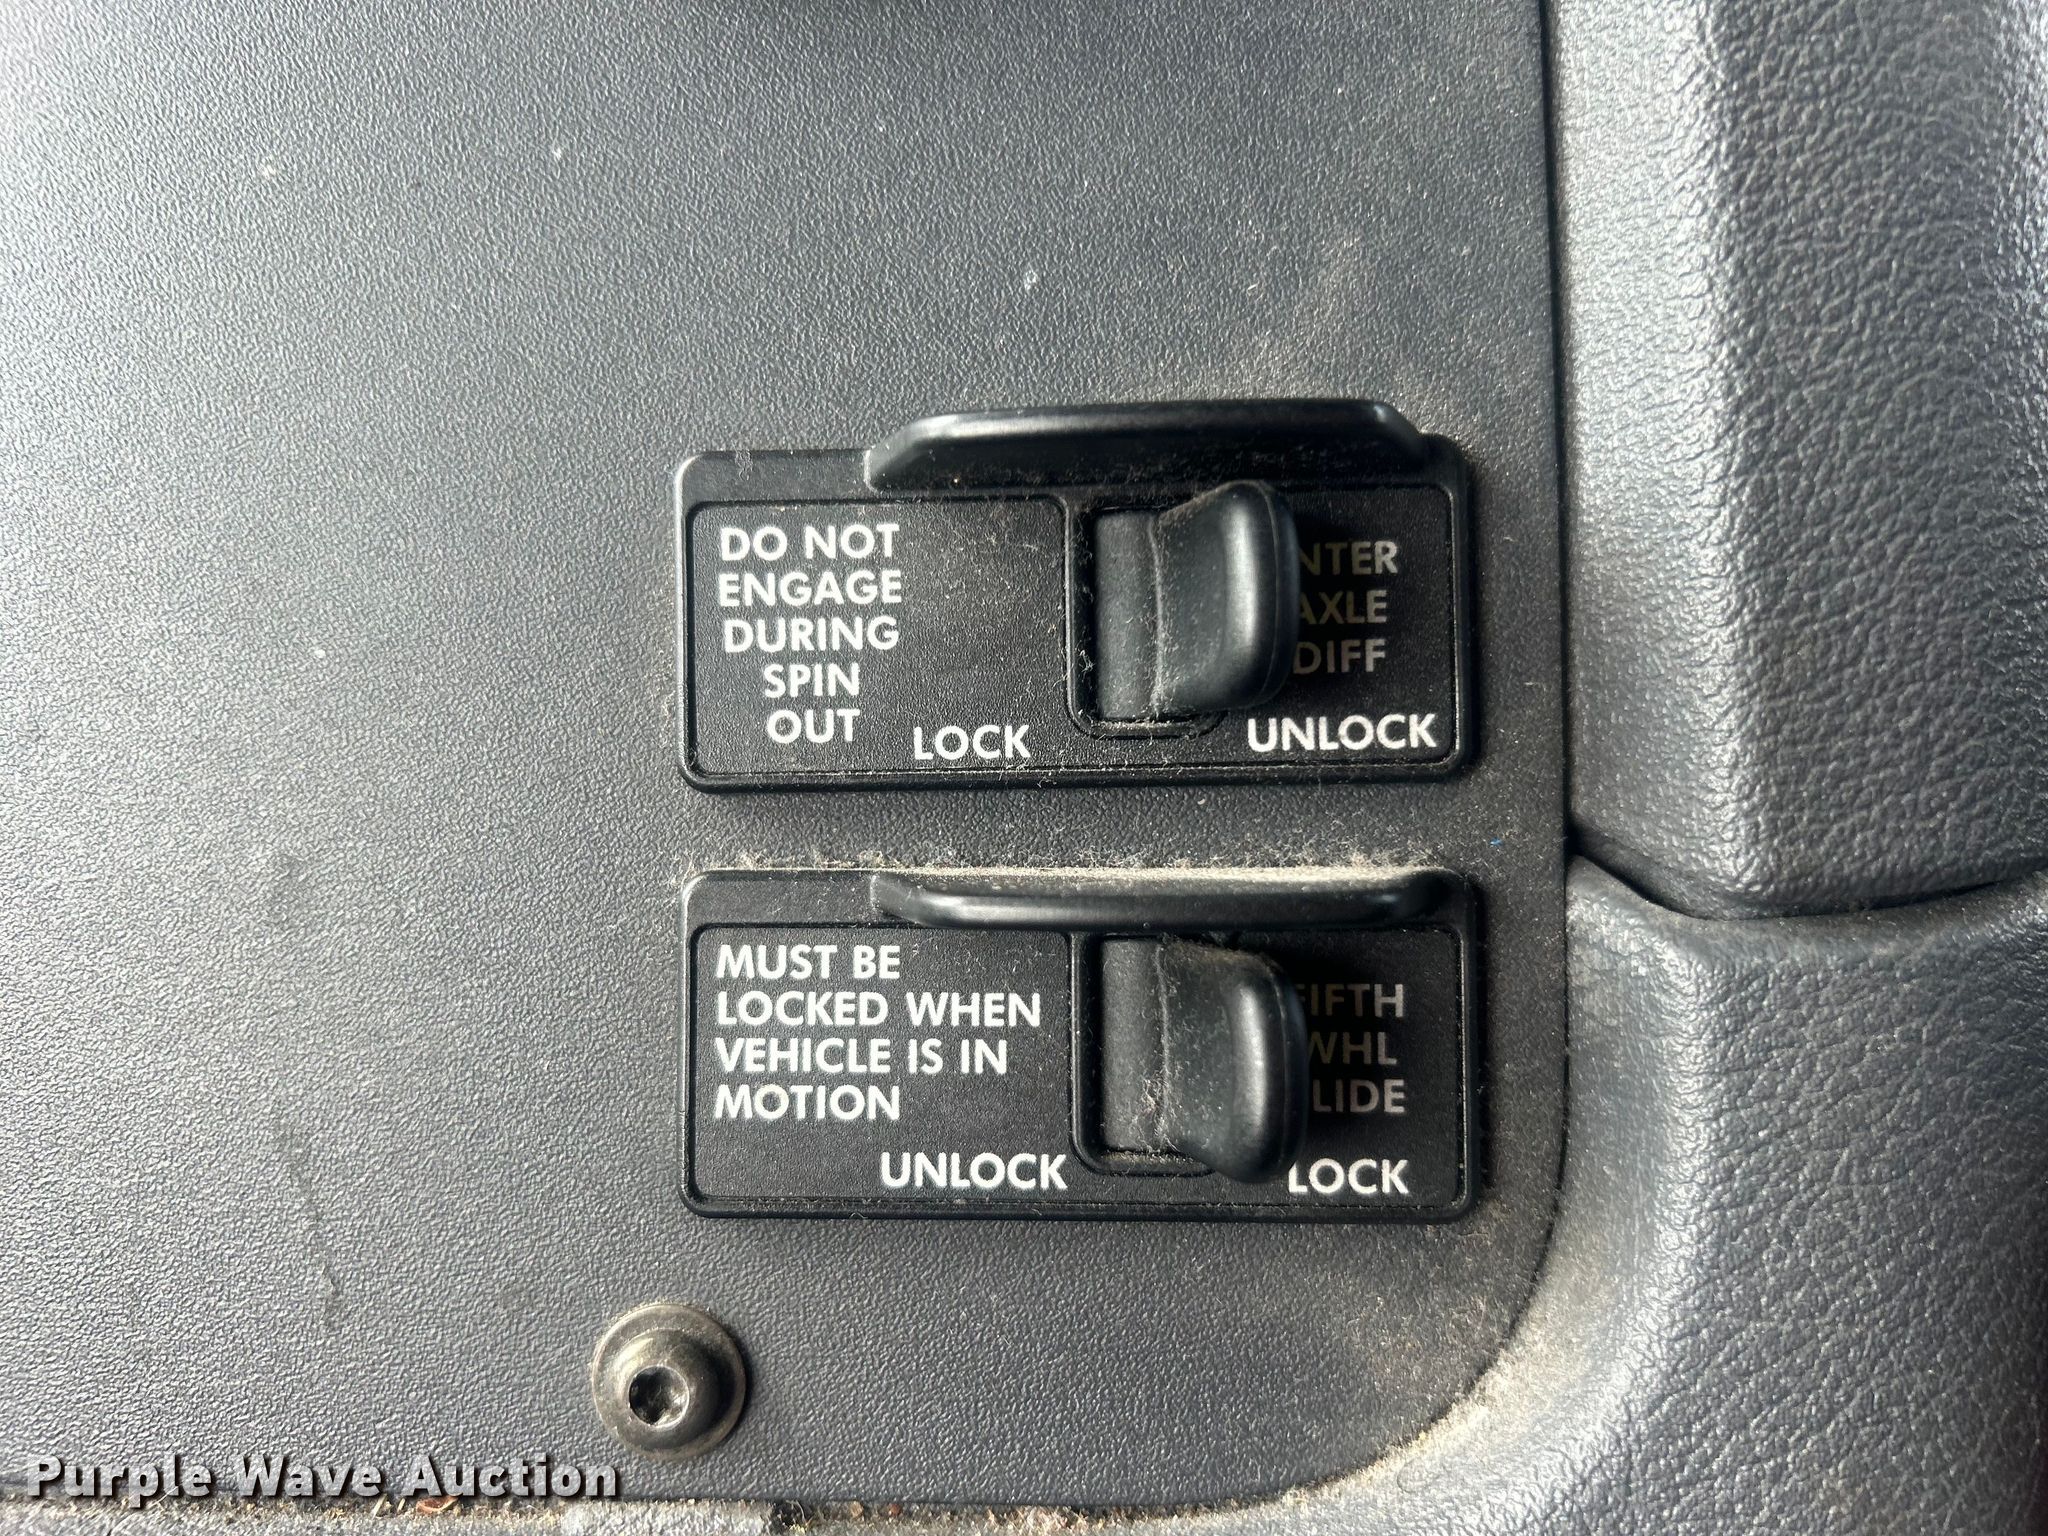 DO NOT
ENGAGE
DURING
SPIN
OUT
LOCK
NTER
AXLE
DIFF
UNLOCK
MUST BE
LOCKED WHEN
VEHICLE IS IN
MOTION
UNLOCK
FIFTH
WHL
LIDE
LOCK
Purple Wave Auction